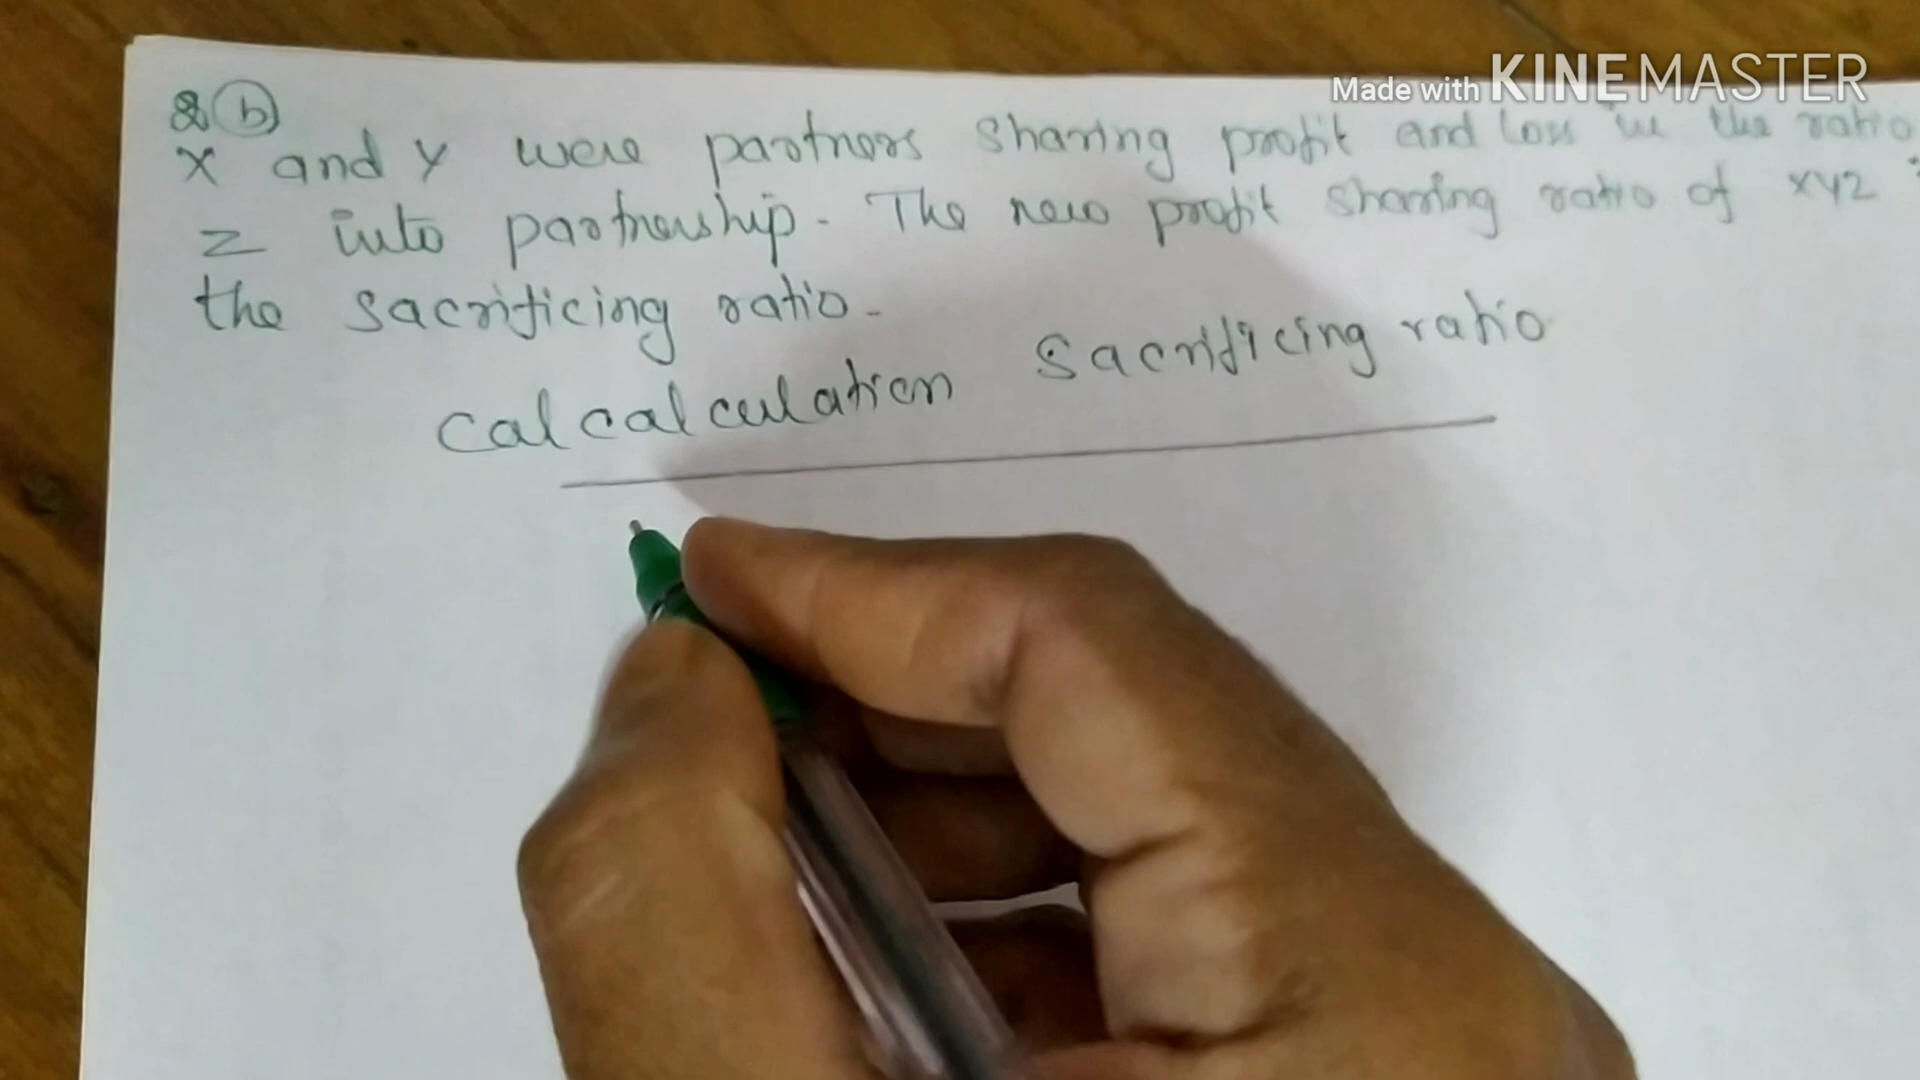 Made with KINEMASTER
Q b
X and Y were partners sharing profit and Loss in the ratio
Z into partnership. The new profit sharing ratio of XYZ
the sacrificing ratio.
calcalculation sacrificing ratio